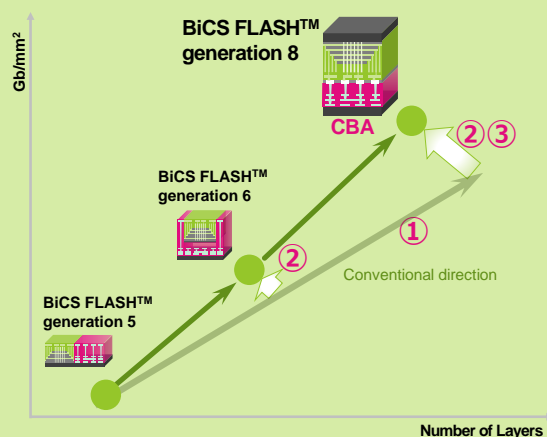 BiCS FLASH™
generation 8
Gb/mm²
CBA
②③
BiCS FLASH™
generation 6
①
②
Conventional direction
BiCS FLASH™
generation 5
Number of Layers